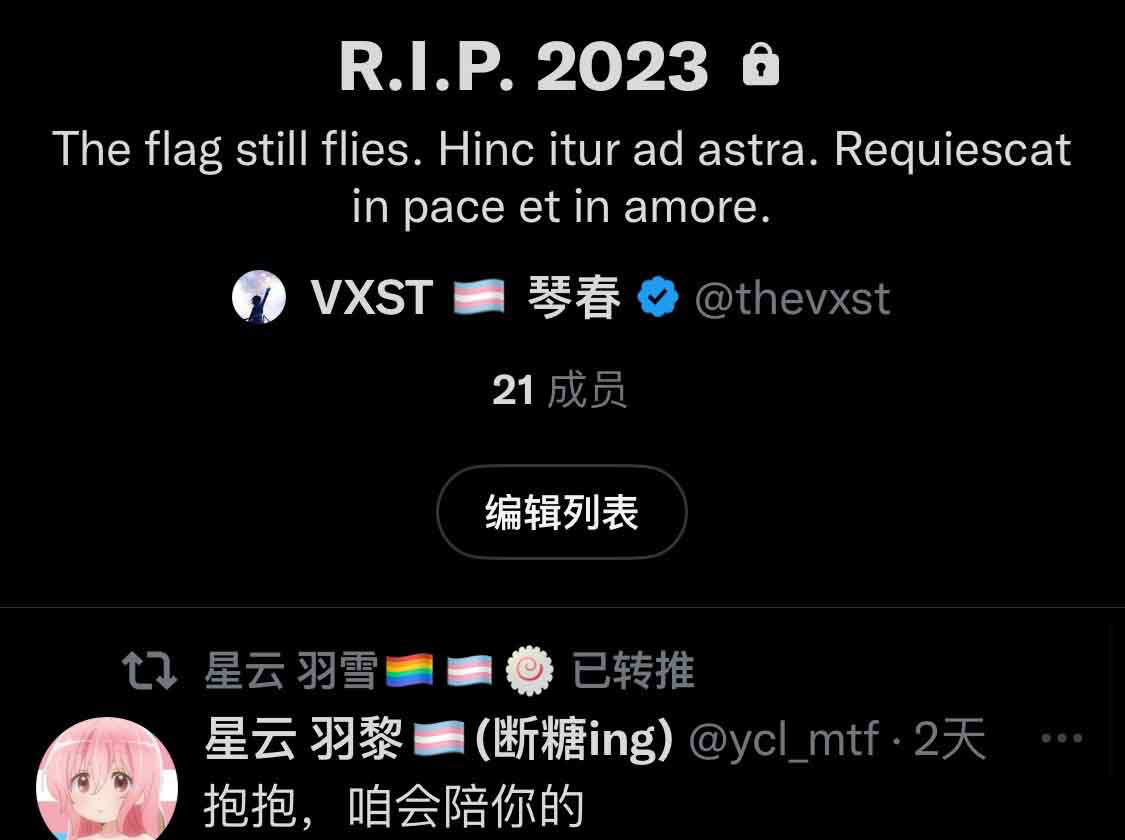 R.I.P. 2023
The flag still flies. Hinc itur ad astra. Requiescat
in pace et in amore.
VXST 🏳️‍⚧️ 琴春 @thevxst
21 成员
编辑列表
星云 羽雪🏳️‍🌈🏳️‍⚧️🍥 已转推
星云 羽黎🏳️‍⚧️(断糖ing) @ycl_mtf · 2天
抱抱，咱会陪你的